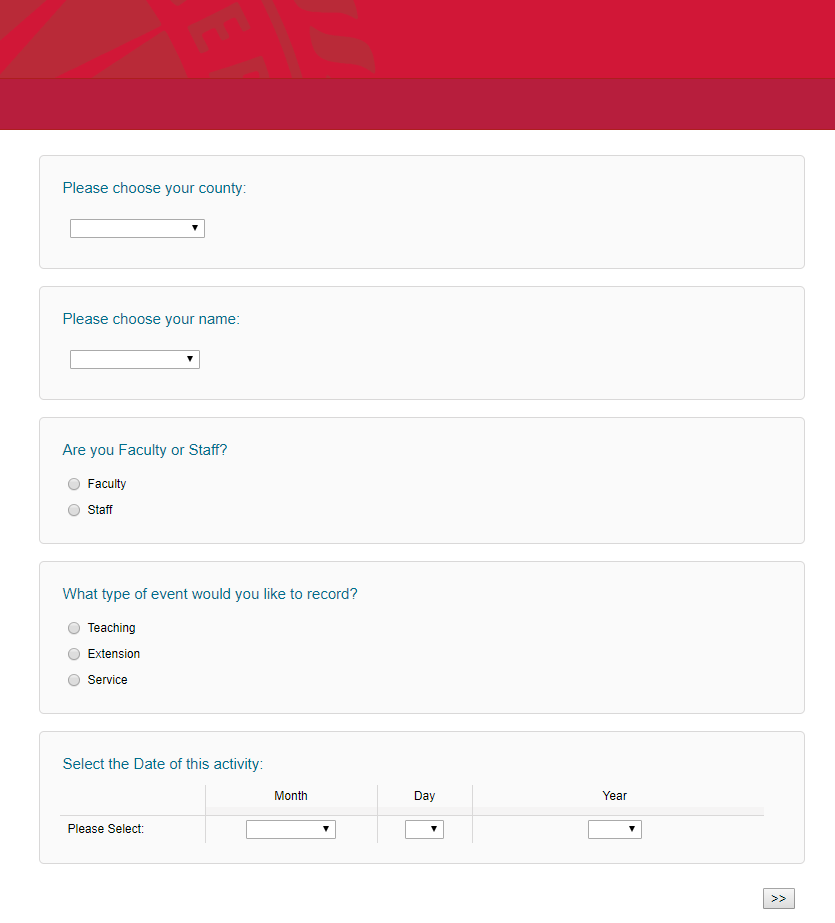 Please choose your county:
Please choose your name:
Are you Faculty or Staff?
Faculty
Staff
What type of event would you like to record?
Teaching
Extension
Service
Select the Date of this activity:
Month Day Year
Please Select:
>>